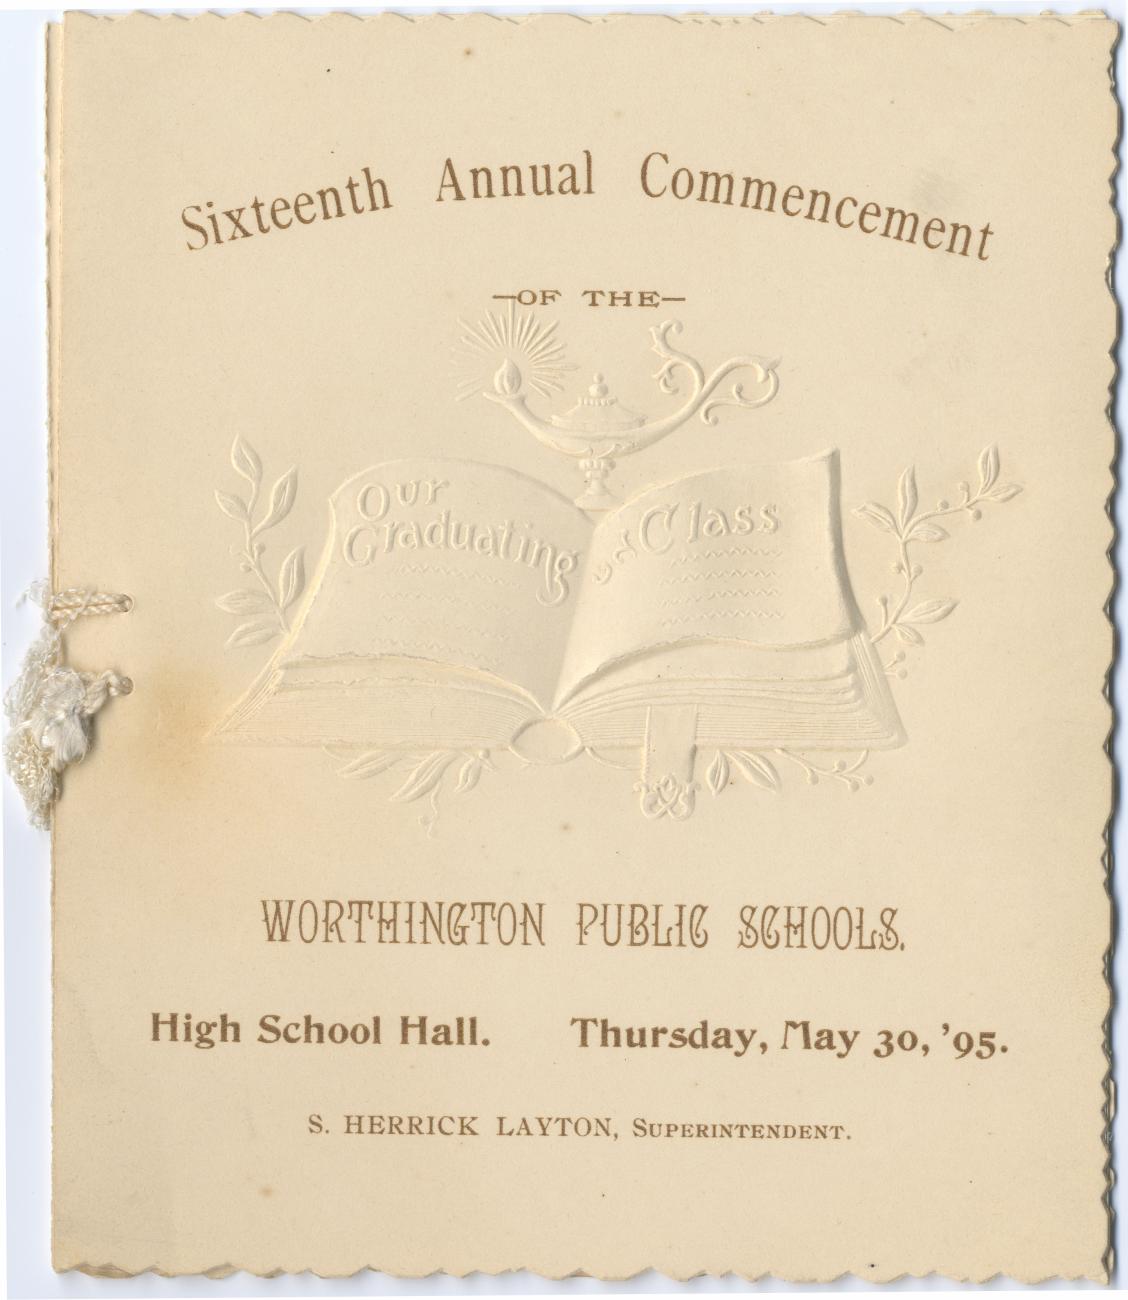 Sixteenth Annual Commencement
—OF THE—
Our Class
Graduating
WORTHINGTON PUBLIC SCHOOLS.
High School Hall. Thursday, May 30, '95.
S. HERRICK LAYTON, SUPERINTENDENT.